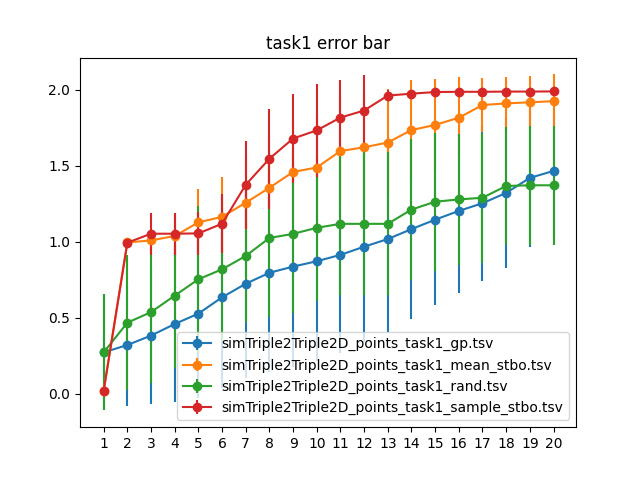 task1 error bar
2.0
1.5
1.0
0.5
0.0
simTriple2Triple2D_points_task1_gp.tsv
simTriple2Triple2D_points_task1_mean_stbo.tsv
simTriple2Triple2D_points_task1_rand.tsv
simTriple2Triple2D_points_task1_sample_stbo.tsv
1 2 3 4 5 6 7 8 9 10 11 12 13 14 15 16 17 18 19 20